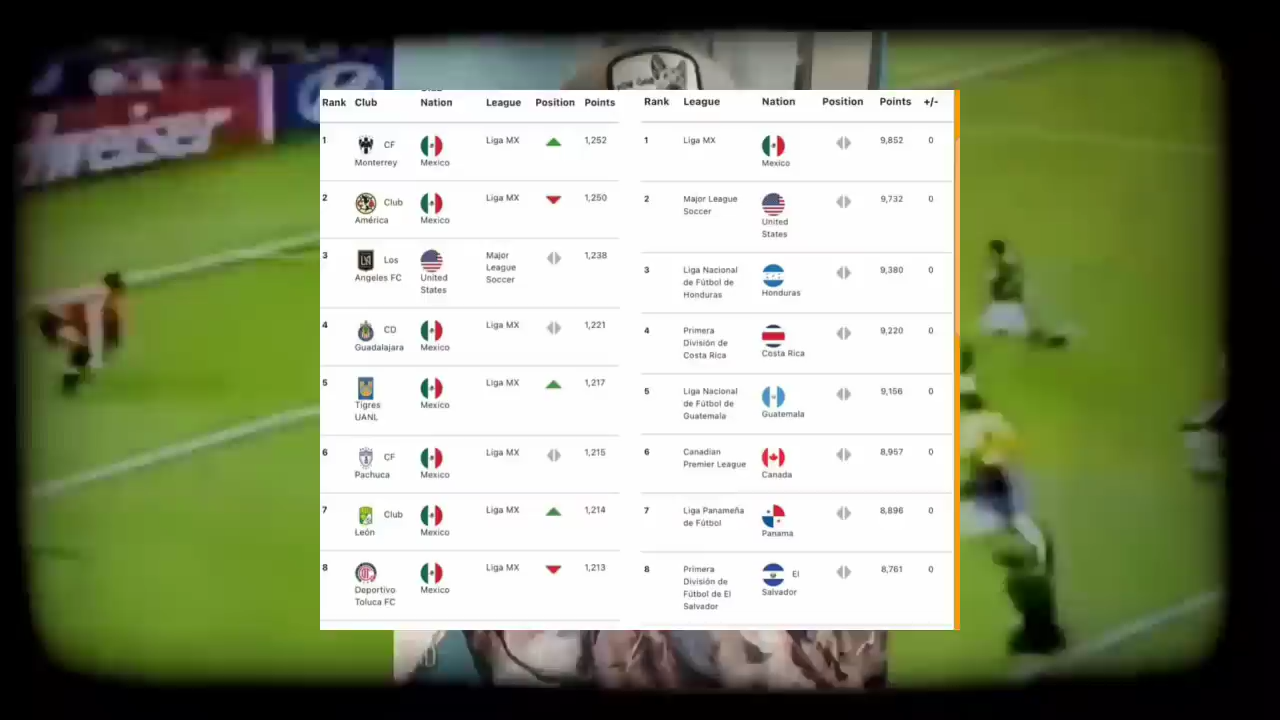 Rank Club Nation League Position Points
1 CF Monterrey Mexico Liga MX 1,252
2 Club América Mexico Liga MX 1,250
3 Los Angeles FC United States Major League Soccer 1,238
4 CD Guadalajara Mexico Liga MX 1,221
5 Tigres UANL Mexico Liga MX 1,217
6 CF Pachuca Mexico Liga MX 1,215
7 Club León Mexico Liga MX 1,214
8 Deportivo Toluca FC Mexico Liga MX 1,213
Rank League Nation Position Points +/-
1 Liga MX Mexico 9,852 0
2 Major League Soccer United States 9,732 0
3 Liga Nacional de Fútbol de Honduras Honduras 9,380 0
4 Primera División de Costa Rica Costa Rica 9,220 0
5 Liga Nacional de Fútbol de Guatemala Guatemala 9,156 0
6 Canadian Premier League Canada 8,957 0
7 Liga Panameña de Fútbol Panama 8,896 0
8 Primera División de Fútbol de El Salvador El Salvador 8,761 0